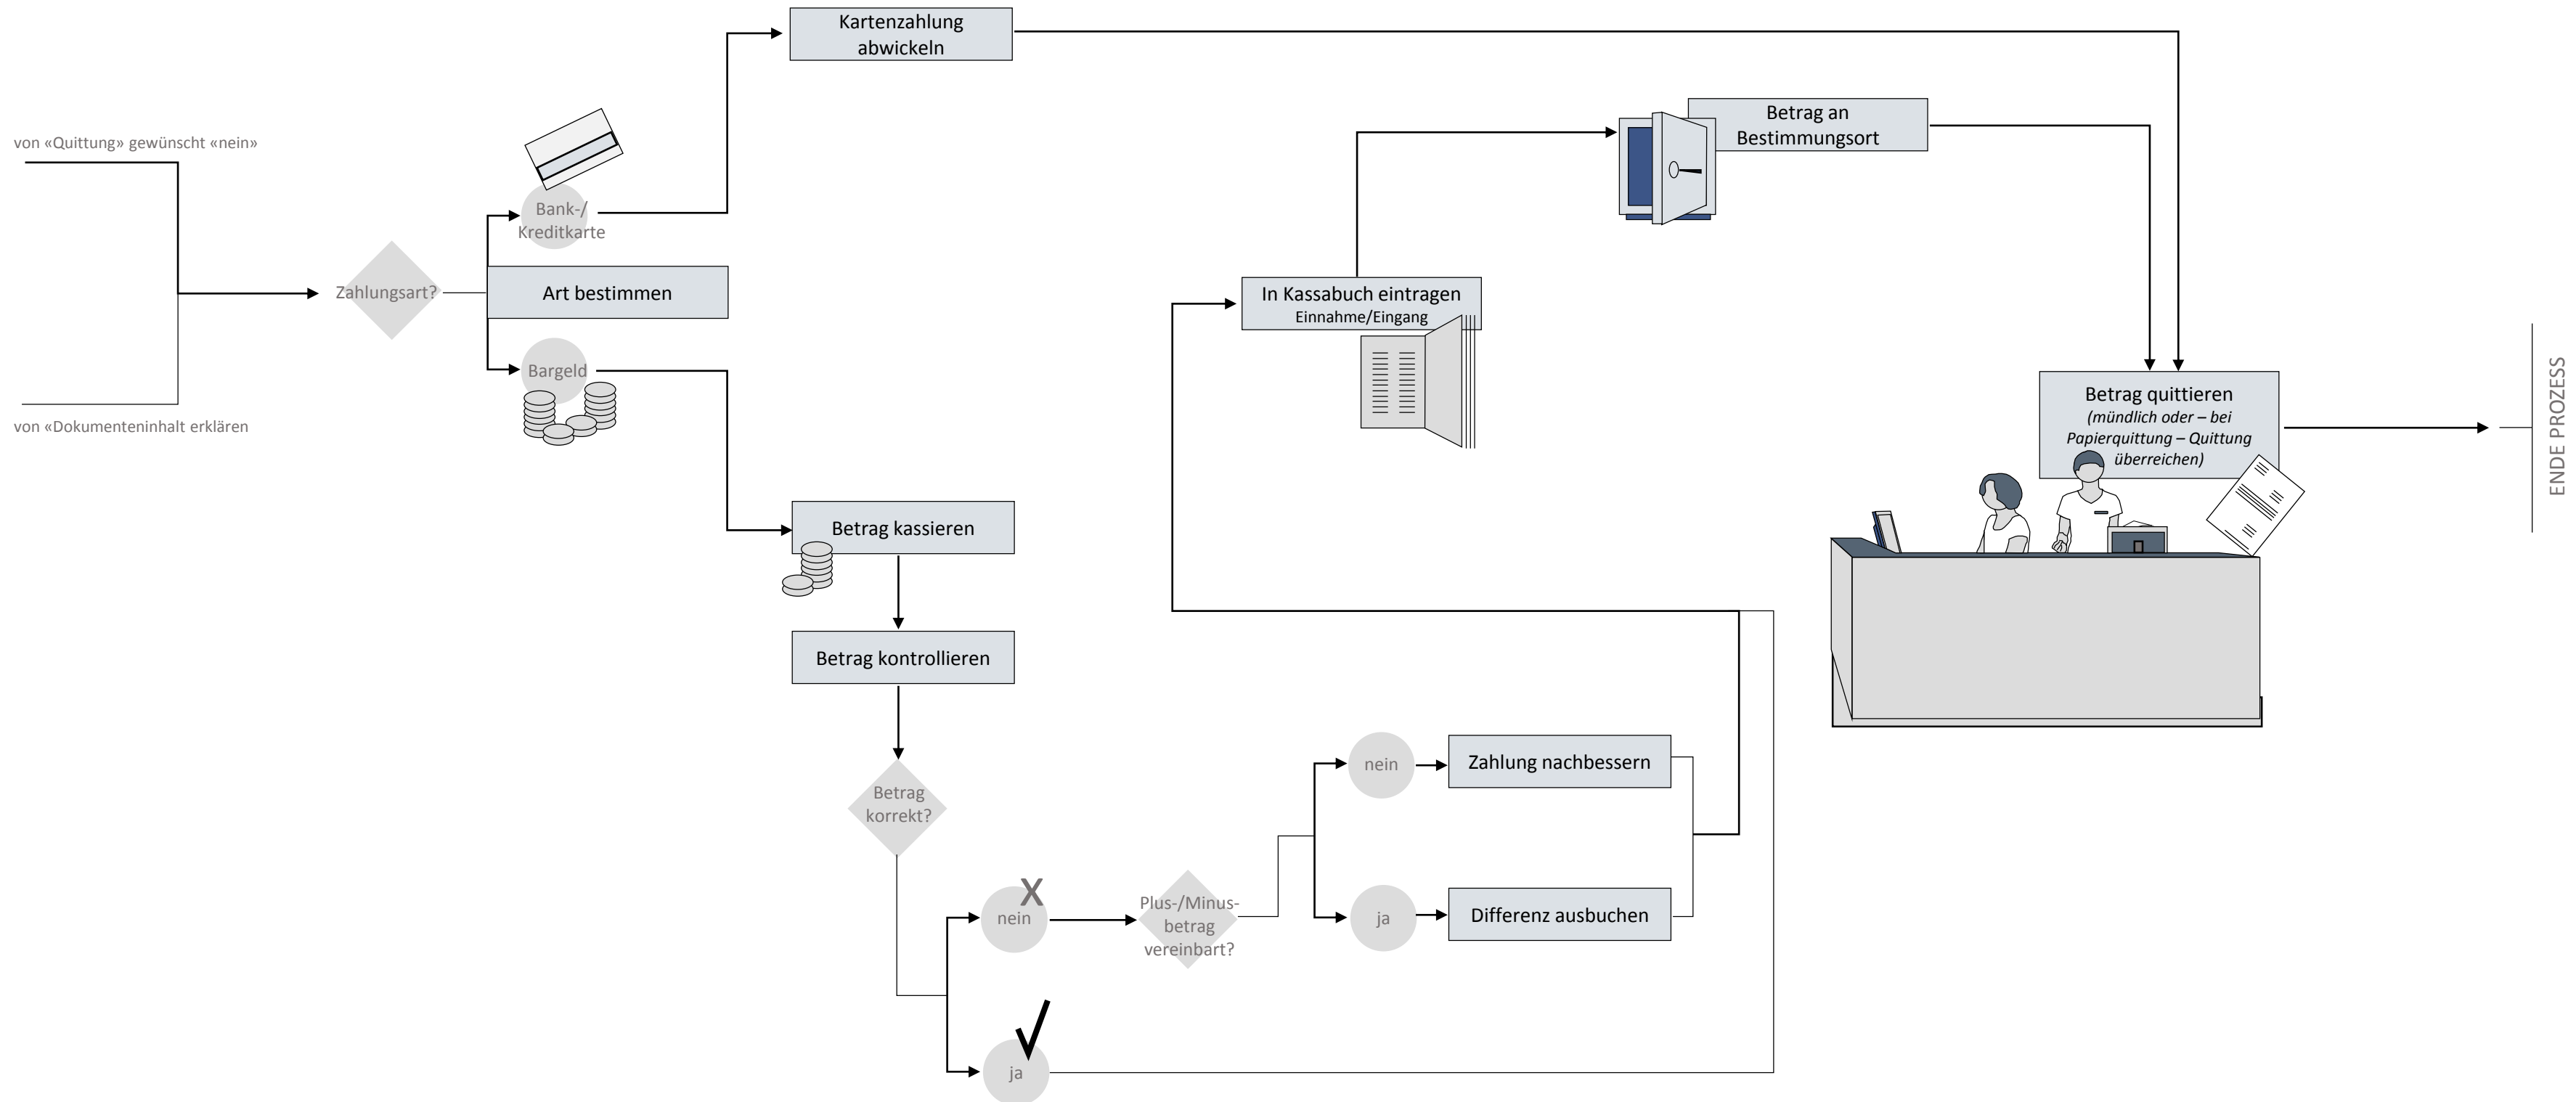 Kartenzahlung
abwickeln
Betrag an
Bestimmungsort
von «Quittung» gewünscht «nein»
Bank-/
Kreditkarte
Zahlungsart?
Art bestimmen
In Kassabuch eintragen
Einnahme/Eingang
Bargeld
Betrag quittieren
(mündlich oder – bei
Papierquittung – Quittung
überreichen)
ENDE PROZESS
von «Dokumenteninhalt erklären
Betrag kassieren
Betrag kontrollieren
Betrag
korrekt?
nein
Zahlung nachbessern
X
nein
Plus-/Minus-
betrag
vereinbart?
ja
Differenz ausbuchen
ja